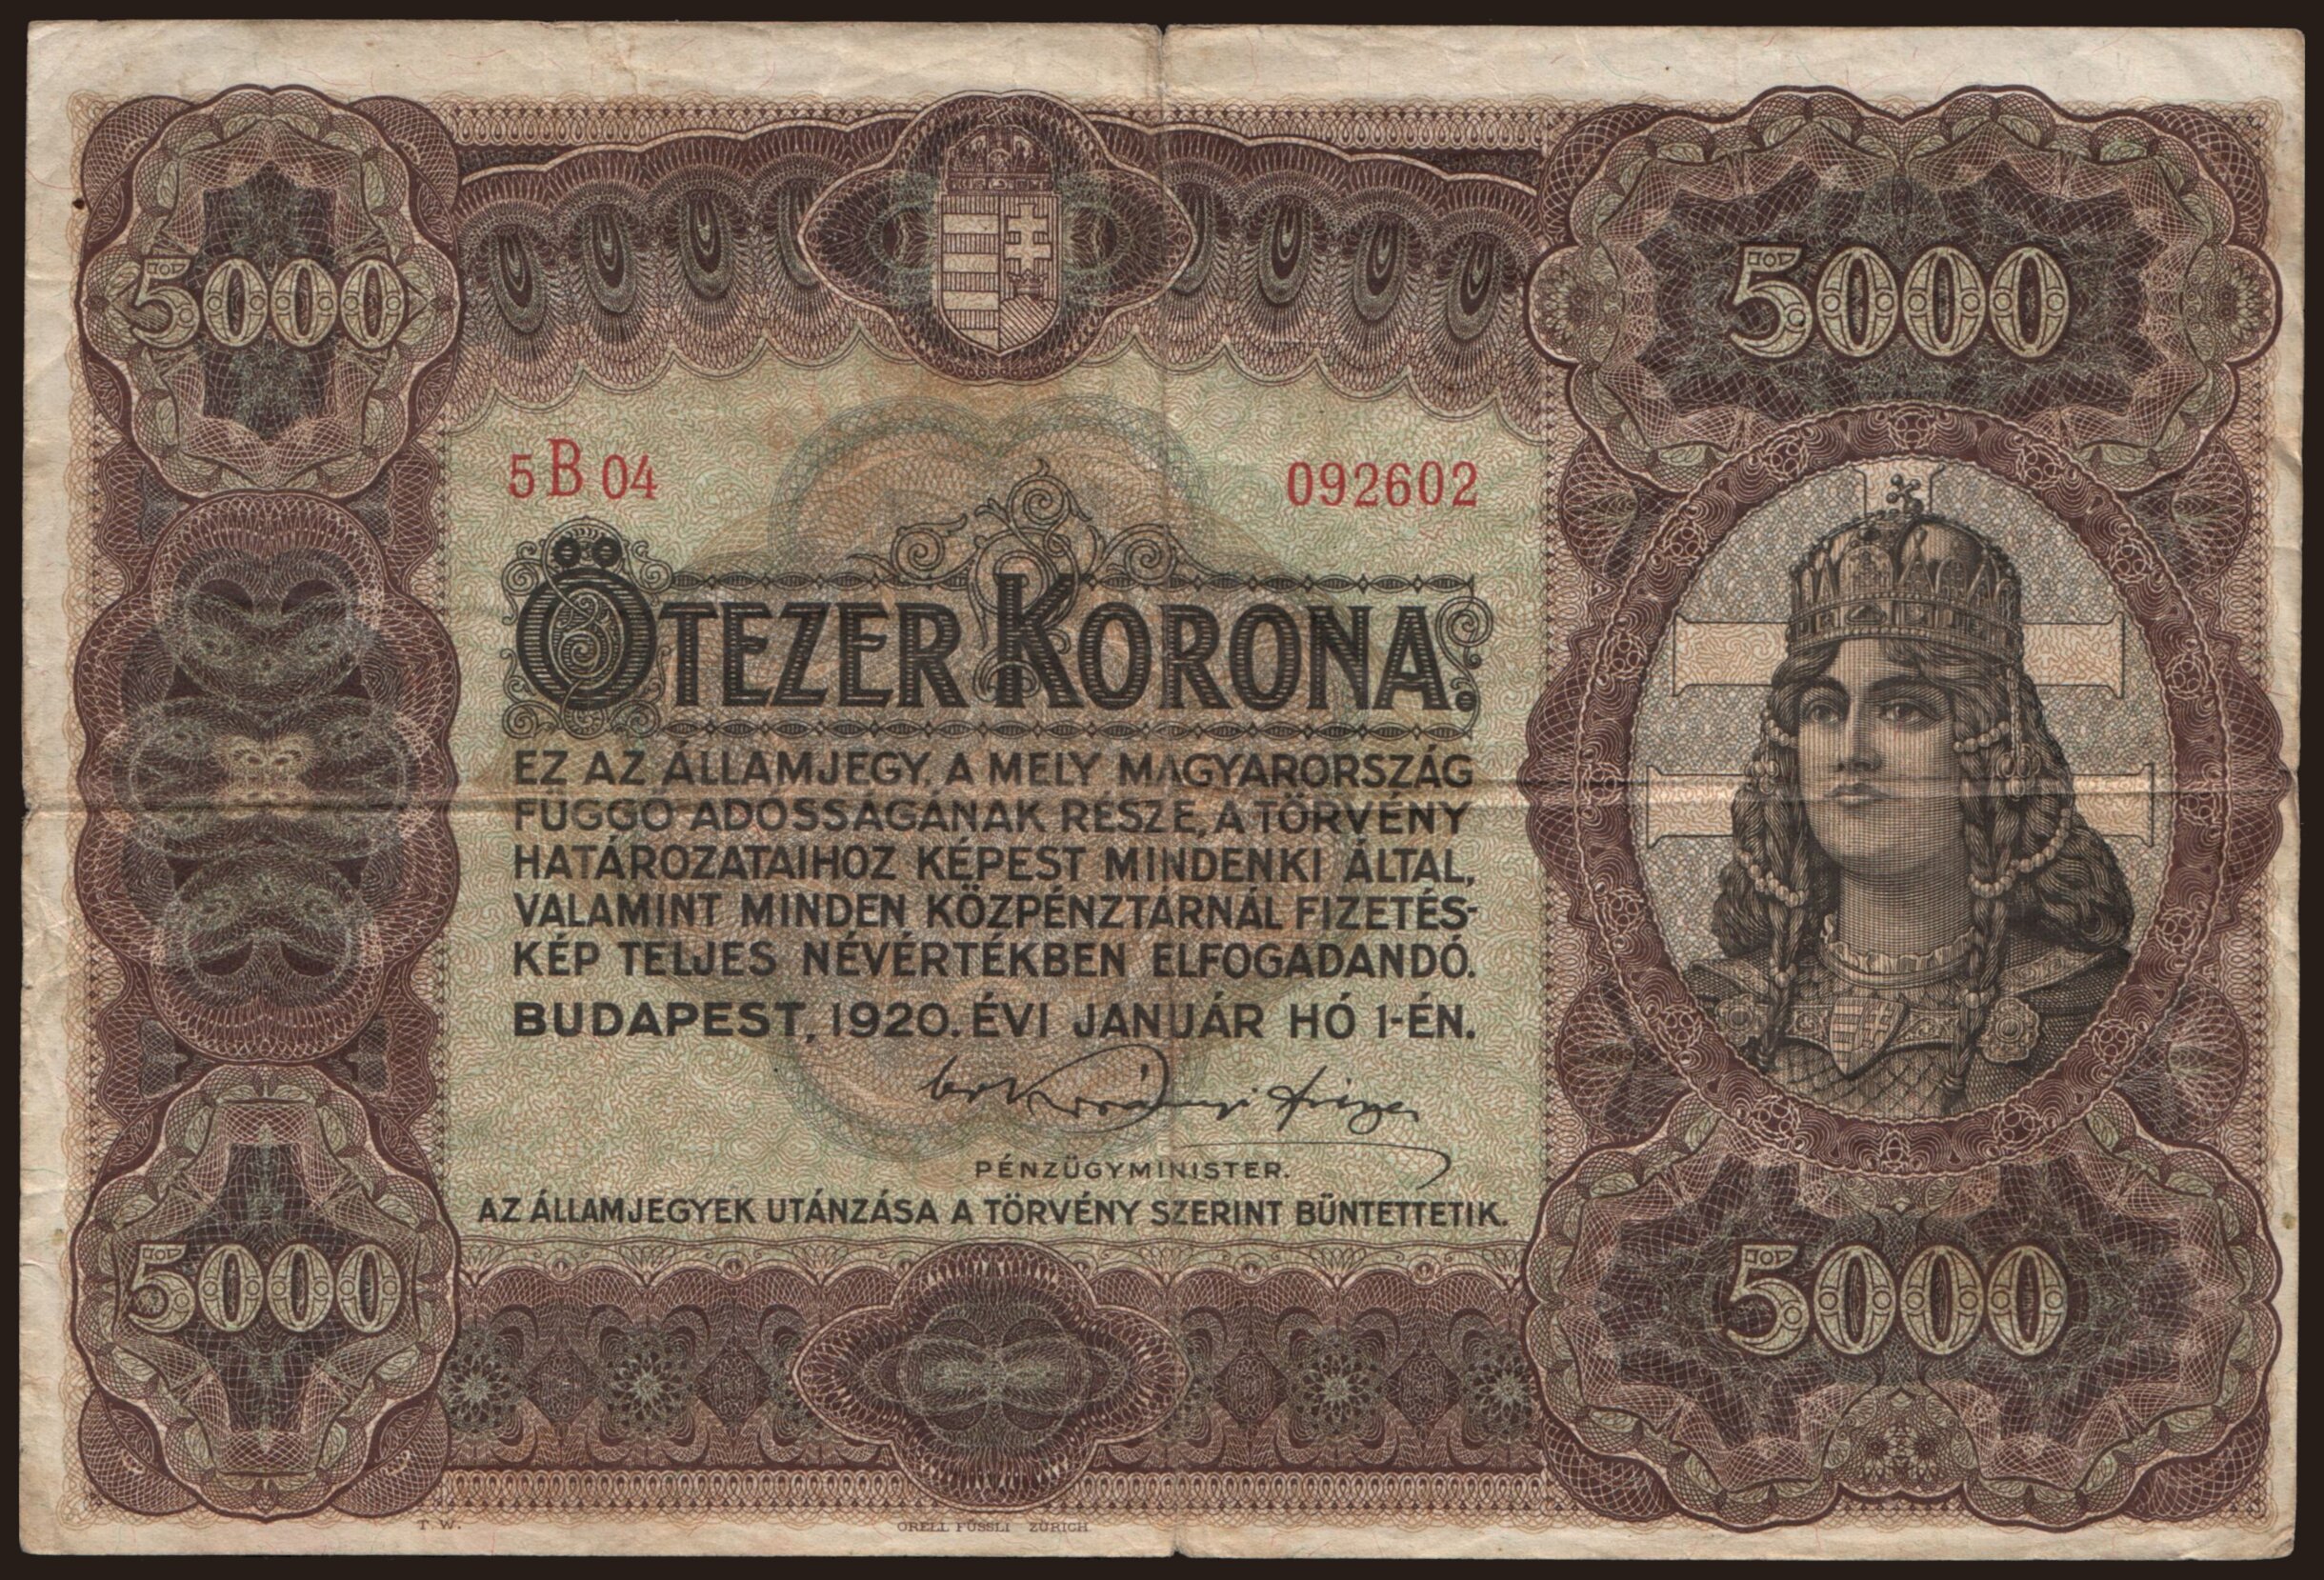 5000
5000
5B04 092602
ÖTEZER KORONA.
EZ AZ ÁLLAMJEGY, A MELY MAGYARORSZÁG
FÜGGŐ ADÓSSÁGÁNAK RÉSZE, A TÖRVÉNY
HATÁROZATAIHOZ KÉPEST MINDENKI ÁLTAL,
VALAMINT MINDEN KÖZPÉNZTÁRNÁL FIZETÉS-
KÉP TELJES NÉVÉRTÉKBEN ELFOGADANDÓ.
BUDAPEST, 1920. ÉVI JANUÁR HÓ 1-ÉN.
PÉNZÜGYMINISTER.
AZ ÁLLAMJEGYEK UTÁNZÁSA A TÖRVÉNY SZERINT BÜNTETTETIK.
5000
5000
T. W.
ORELL FÜSSLI ZÜRICH